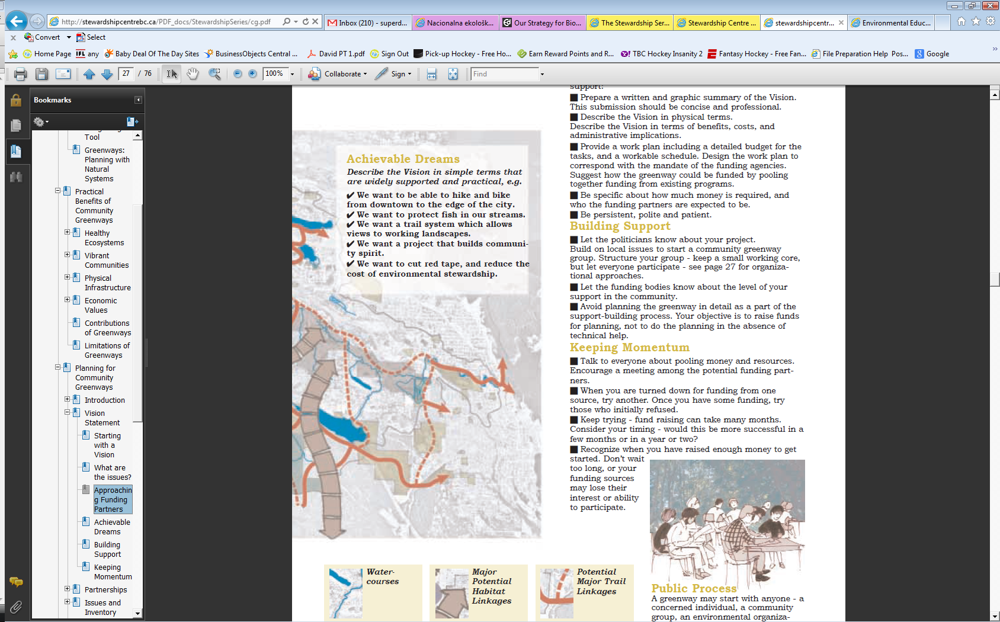 http://stewardshipcentrebc.ca/PDF_docs/StewardshipSeries/cg.pdf
Inbox (210) - superd...
Nacionalna ekološk...
Our Strategy for Bio...
The Stewardship Ser...
Stewardship Centre ...
stewardshipcentr...
Environmental Educ...
x Convert Select
Home Page
IFL any
Baby Deal Of The Day Sites
BusinessObjects Central ...
David PT 1.pdf
Sign Out
Pick-up Hockey - Free Ho...
Earn Reward Points and R...
TBC Hockey Insanity 2
Fantasy Hockey - Free Fan...
File Preparation Help Pos...
Google
27 / 76
100%
Collaborate
Sign
Find
Bookmarks
Tool
Greenways:
Planning with
Natural
Systems
Practical
Benefits of
Community
Greenways
Healthy
Ecosystems
Vibrant
Communities
Physical
Infrastructure
Economic
Values
Contributions
of Greenways
Limitations of
Greenways
Planning for
Community
Greenways
Introduction
Vision
Statement
Starting
with a
Vision
What are
the issues?
Approachin
g Funding
Partners
Achievable
Dreams
Building
Support
Keeping
Momentum
Partnerships
Issues and
Inventory
Achievable Dreams
Describe the Vision in simple terms that
are widely supported and practical, e.g.
✔ We want to be able to hike and bike
from downtown to the edge of the city.
✔ We want to protect fish in our streams.
✔ We want a trail system which allows
views to working landscapes.
✔ We want a project that builds communi-
ty spirit.
✔ We want to cut red tape, and reduce the
cost of environmental stewardship.
Water-
courses
Major
Potential
Habitat
Linkages
Potential
Major Trail
Linkages
support:
■ Prepare a written and graphic summary of the Vision.
This submission should be concise and professional.
■ Describe the Vision in physical terms.
Describe the Vision in terms of benefits, costs, and
administrative implications.
■ Provide a work plan including a detailed budget for the
tasks, and a workable schedule. Design the work plan to
correspond with the mandate of the funding agencies.
Suggest how the greenway could be funded by pooling
together funding from existing programs.
■ Be specific about how much money is required, and
who the funding partners are expected to be.
■ Be persistent, polite and patient.
Building Support
■ Let the politicians know about your project.
Build on local issues to start a community greenway
group. Structure your group - keep a small working core,
but let everyone participate - see page 27 for organiza-
tional approaches.
■ Let the funding bodies know about the level of your
support in the community.
■ Avoid planning the greenway in detail as a part of the
support-building process. Your objective is to raise funds
for planning, not to do the planning in the absence of
technical help.
Keeping Momentum
■ Talk to everyone about pooling money and resources.
Encourage a meeting among the potential funding part-
ners.
■ When you are turned down for funding from one
source, try another. Once you have some funding, try
those who initially refused.
■ Keep trying - fund raising can take many months.
Consider your timing - would this be more successful in a
few months or in a year or two?
■ Recognize when you have raised enough money to get
started. Don't wait
too long, or your
funding sources
may lose their
interest or ability
to participate.
Public Process
A greenway may start with anyone - a
concerned individual, a community
group, an environmental organiza-